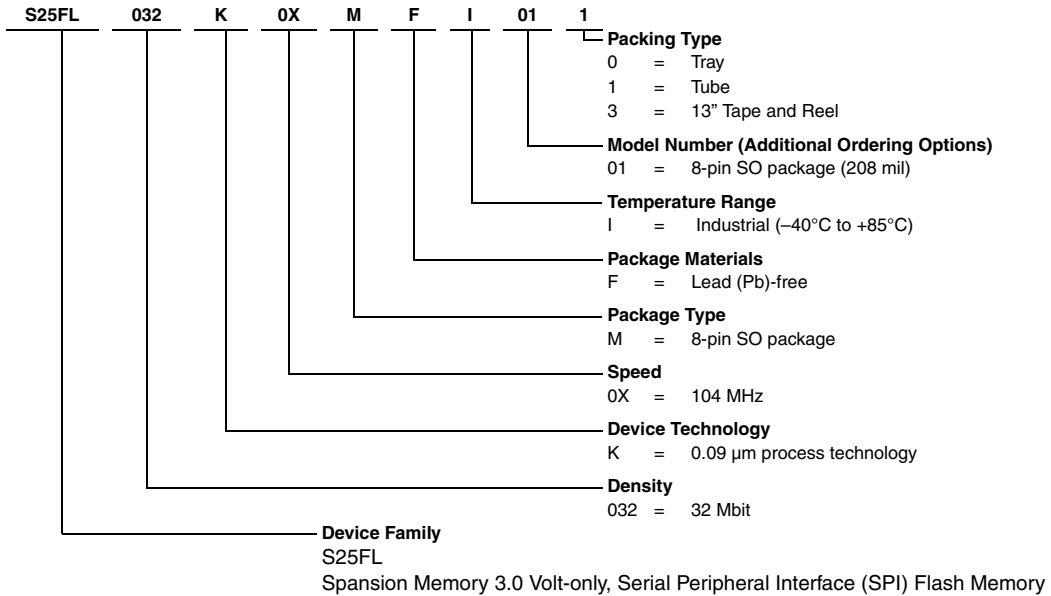 S25FL 032 K 0X M F I 01 1
Packing Type
0 = Tray
1 = Tube
3 = 13” Tape and Reel
Model Number (Additional Ordering Options)
01 = 8-pin SO package (208 mil)
Temperature Range
I = Industrial (–40°C to +85°C)
Package Materials
F = Lead (Pb)-free
Package Type
M = 8-pin SO package
Speed
0X = 104 MHz
Device Technology
K = 0.09 µm process technology
Density
032 = 32 Mbit
Device Family
S25FL
Spansion Memory 3.0 Volt-only, Serial Peripheral Interface (SPI) Flash Memory